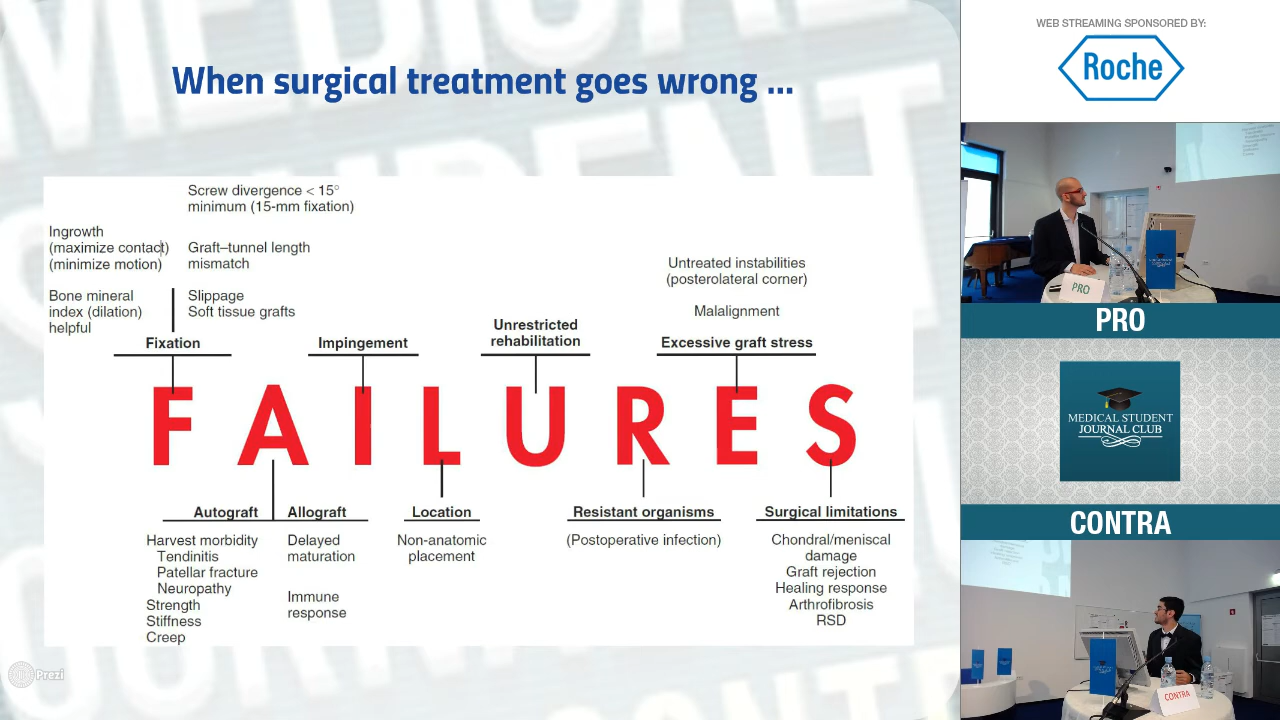 When surgical treatment goes wrong ...
Screw divergence < 15°
minimum (15-mm fixation)
Ingrowth
(maximize contact)
(minimize motion)
Graft–tunnel length
mismatch
Bone mineral
index (dilation)
helpful
Slippage
Soft tissue grafts
Fixation
Impingement
Unrestricted
rehabilitation
Untreated instabilities
(posterolateral corner)
Malalignment
Excessive graft stress
FAILURES
Autograft
Harvest morbidity
Tendinitis
Patellar fracture
Neuropathy
Strength
Stiffness
Creep
Allograft
Delayed
maturation
Immune
response
Location
Non-anatomic
placement
Resistant organisms
(Postoperative infection)
Surgical limitations
Chondral/meniscal
damage
Graft rejection
Healing response
Arthrofibrosis
RSD
Prezi
WEB STREAMING SPONSORED BY:
Roche
PRO
PRO
MEDICAL STUDENT
JOURNAL CLUB
CONTRA
CONTRA